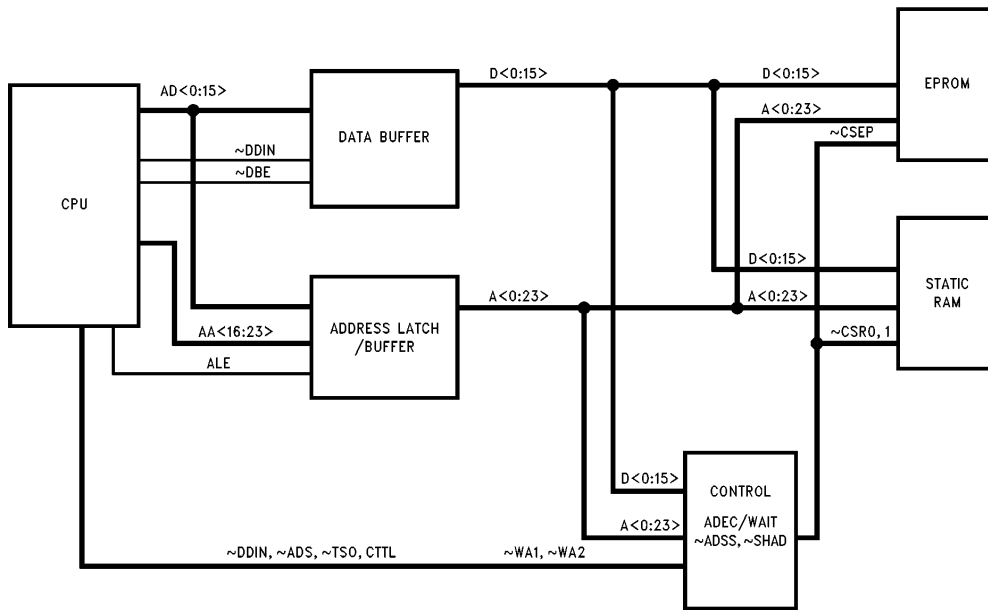 D<0:15>
D<0:15>
EPROM
AD<0:15>
A<0:23>
~CSEP
DATA BUFFER
~DDIN
~DBE
CPU
D<0:15>
STATIC
RAM
A<0:23>
A<0:23>
ADDRESS LATCH
/BUFFER
AA<16:23>
~CSR0, 1
ALE
D<0:15>
CONTROL
A<0:23>
ADEC/WAIT
~ADSS, ~SHAD
~DDIN, ~ADS, ~TSO, CTTL
~WA1, ~WA2